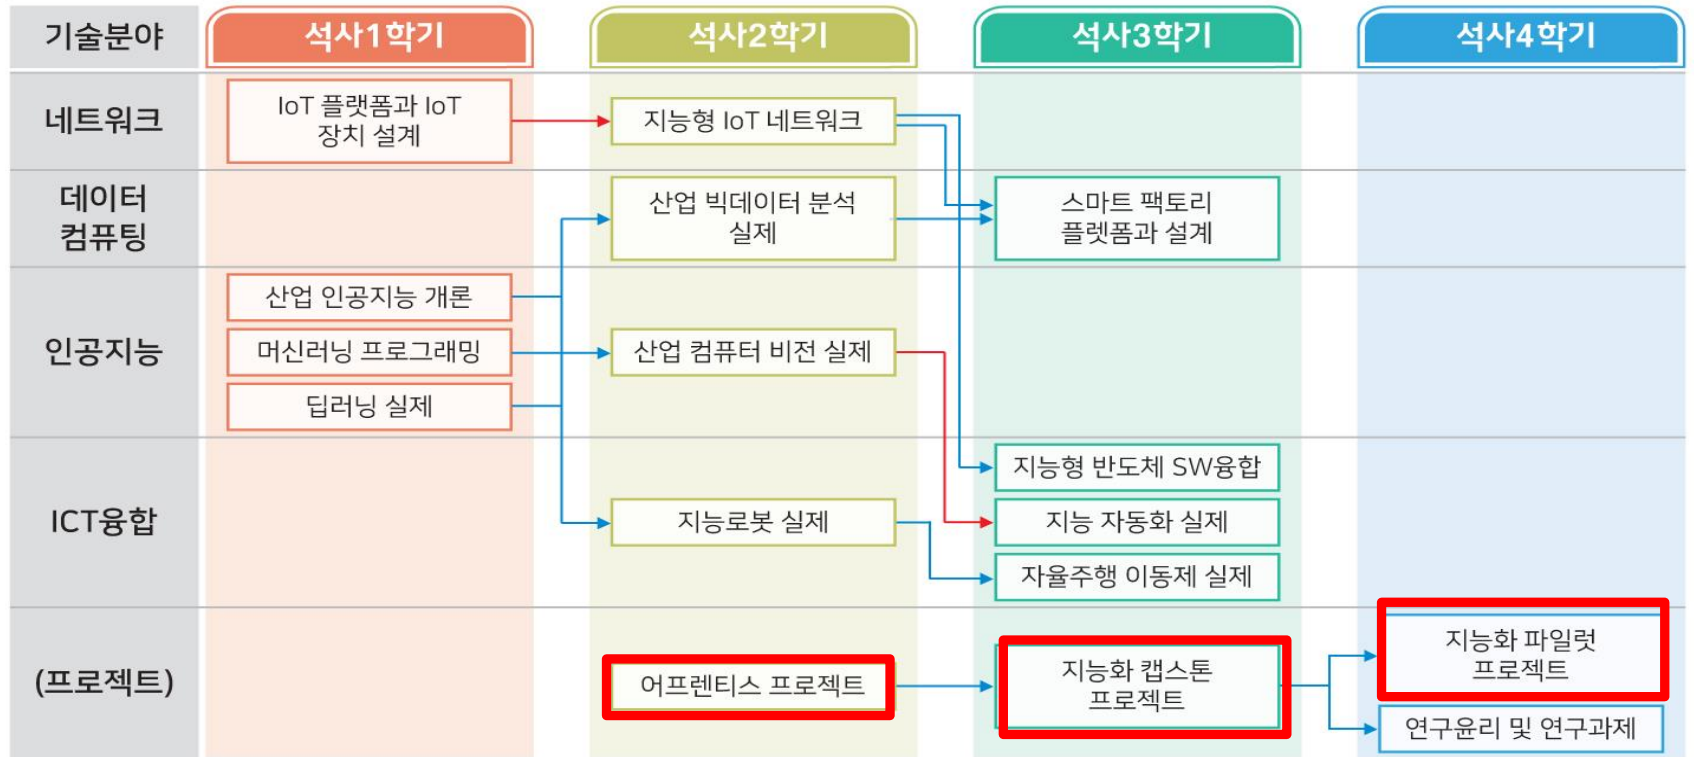 기술분야
석사1학기
석사2학기
석사3학기
석사4학기
네트워크
IoT 플랫폼과 IoT
장치 설계
지능형 IoT 네트워크
데이터
컴퓨팅
산업 빅데이터 분석
실제
스마트 팩토리
플렛폼과 설계
인공지능
산업 인공지능 개론
머신러닝 프로그래밍
딥러닝 실제
산업 컴퓨터 비전 실제
ICT융합
지능로봇 실제
지능형 반도체 SW융합
지능 자동화 실제
자율주행 이동제 실제
(프로젝트)
어프렌티스 프로젝트
지능화 캡스톤
프로젝트
지능화 파일럿
프로젝트
연구윤리 및 연구과제